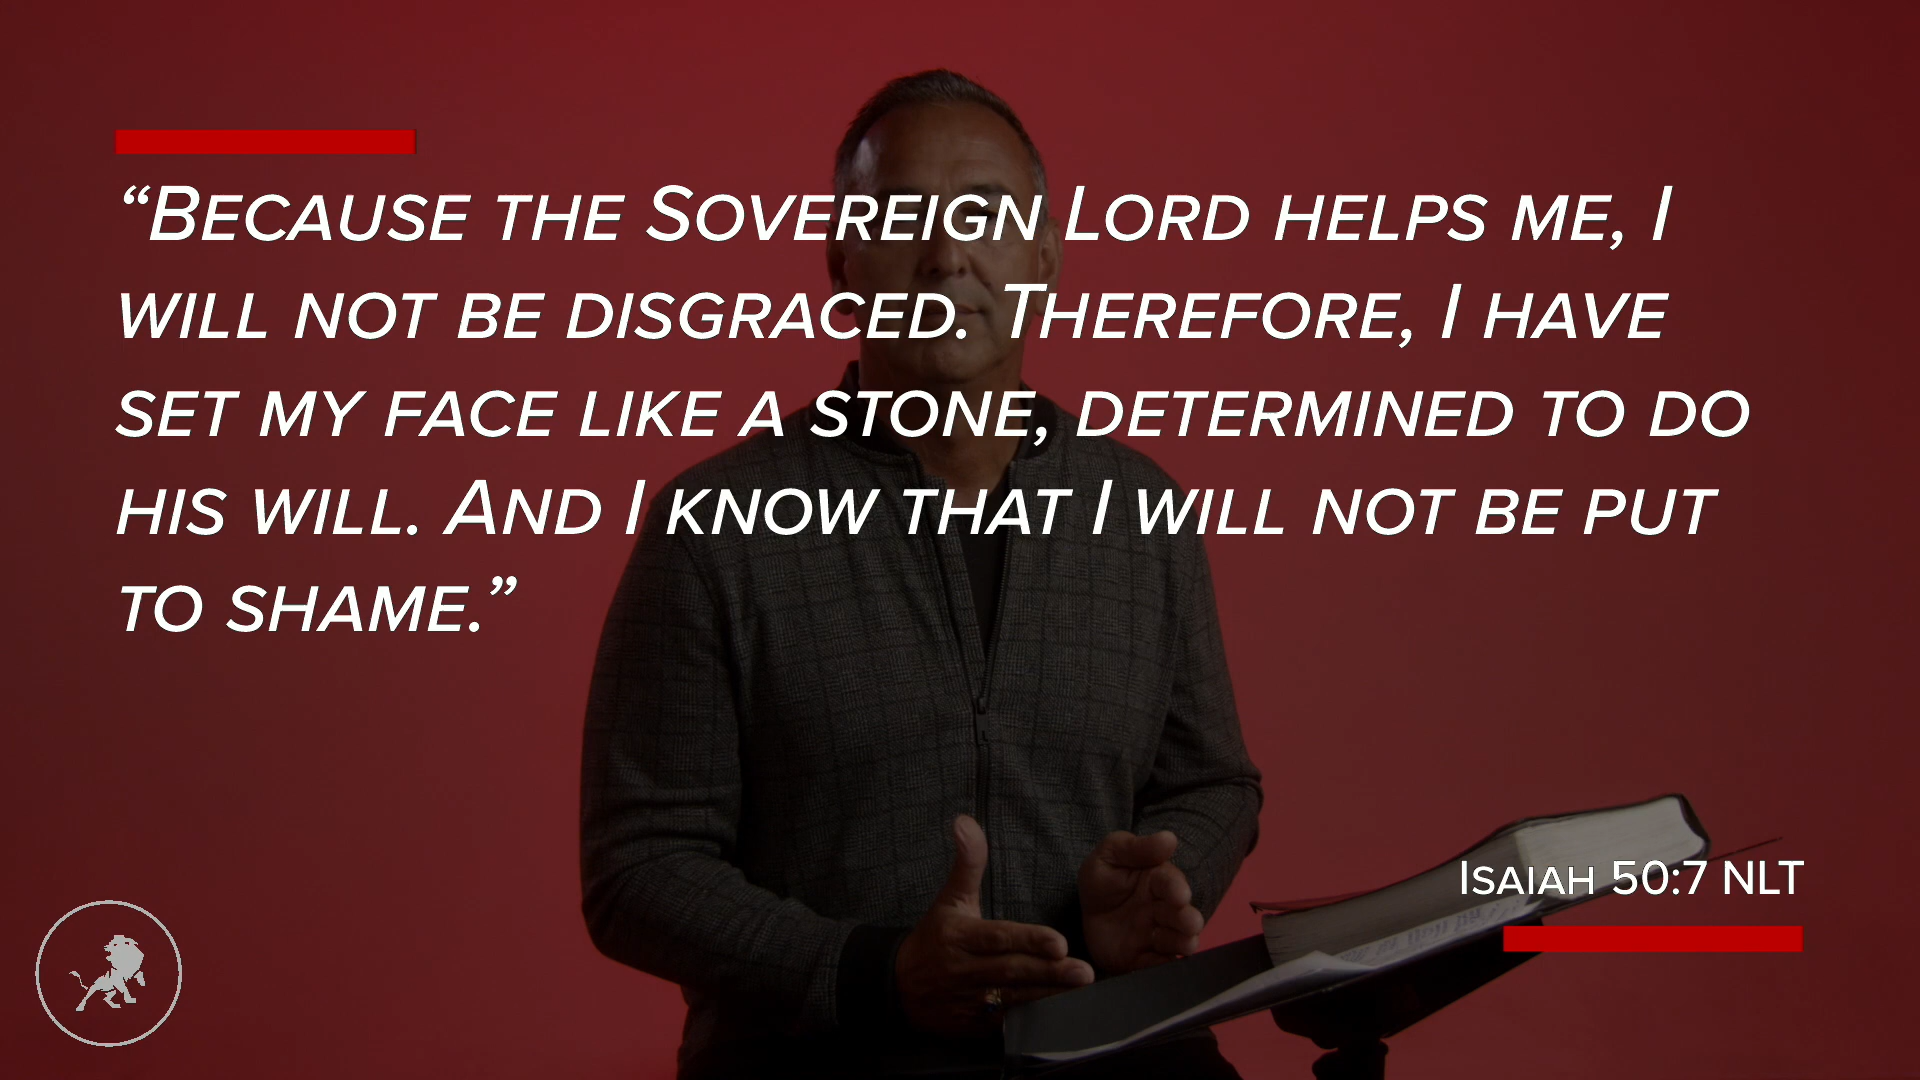 “Because the Sovereign Lord helps me, I
will not be disgraced. Therefore, I have
set my face like a stone, determined to do
his will. And I know that I will not be put
to shame.”
Isaiah 50:7 NLT